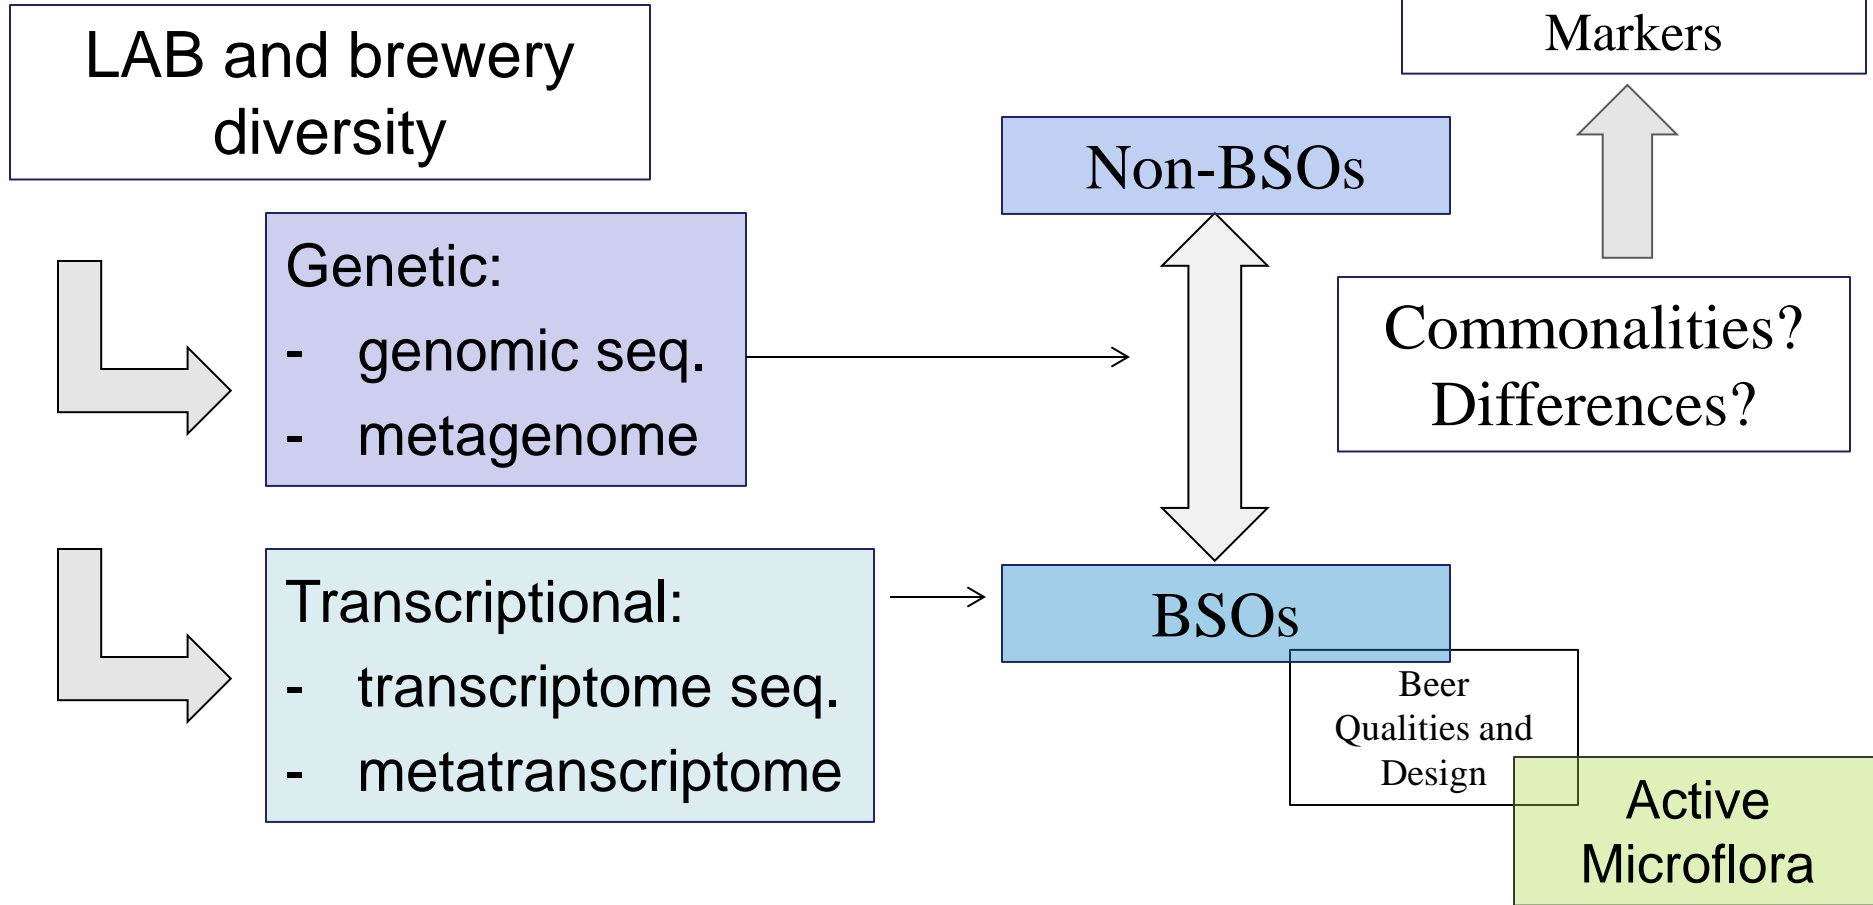 LAB and brewery
diversity
Genetic:
- genomic seq.
- metagenome
Transcriptional:
- transcriptome seq.
- metatranscriptome
Non-BSOs
BSOs
Markers
Commonalities?
Differences?
Beer
Qualities and
Design
Active
Microflora